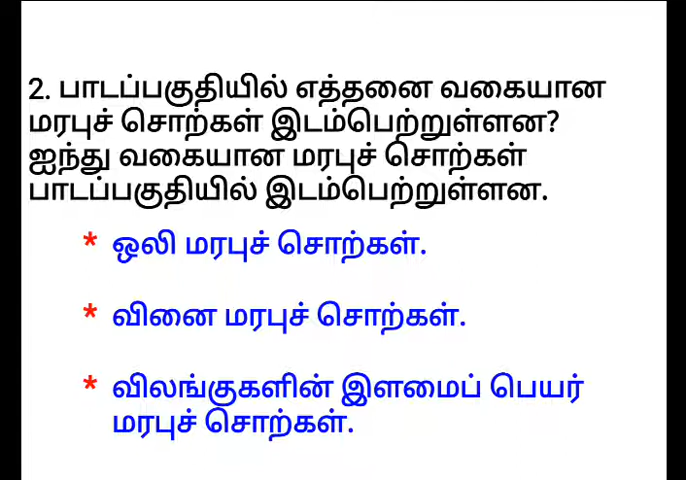 2. பாடப்பகுதியில் எத்தனை வகையான
மரபுச் சொற்கள் இடம்பெற்றுள்ளன?
ஐந்து வகையான மரபுச் சொற்கள்
பாடப்பகுதியில் இடம்பெற்றுள்ளன.
* ஒலி மரபுச் சொற்கள்.
* வினை மரபுச் சொற்கள்.
* விலங்குகளின் இளமைப் பெயர்
மரபுச் சொற்கள்.